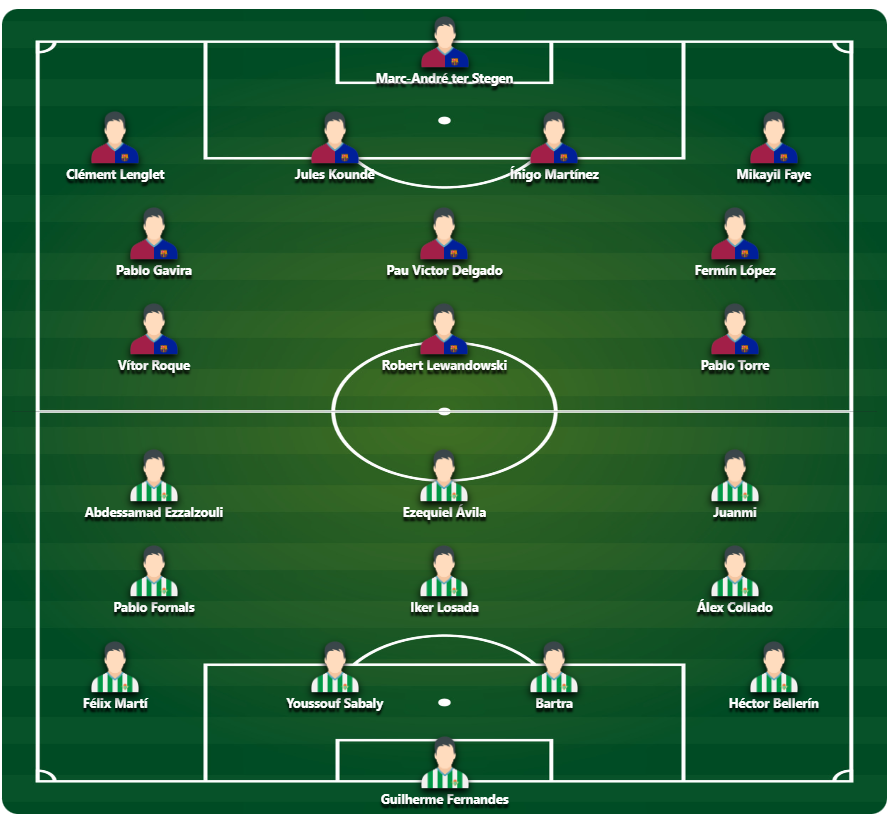 Marc-André ter Stegen
Clément Lenglet
Jules Koundé
Íñigo Martínez
Mikayil Faye
Pablo Gavira
Pau Victor Delgado
Fermín López
Vítor Roque
Robert Lewandowski
Pablo Torre
Abdessamad Ezzalzouli
Ezequiel Ávila
Juanmi
Pablo Fornals
Iker Losada
Álex Collado
Félix Martí
Youssouf Sabaly
Bartra
Héctor Bellerín
Guilherme Fernandes